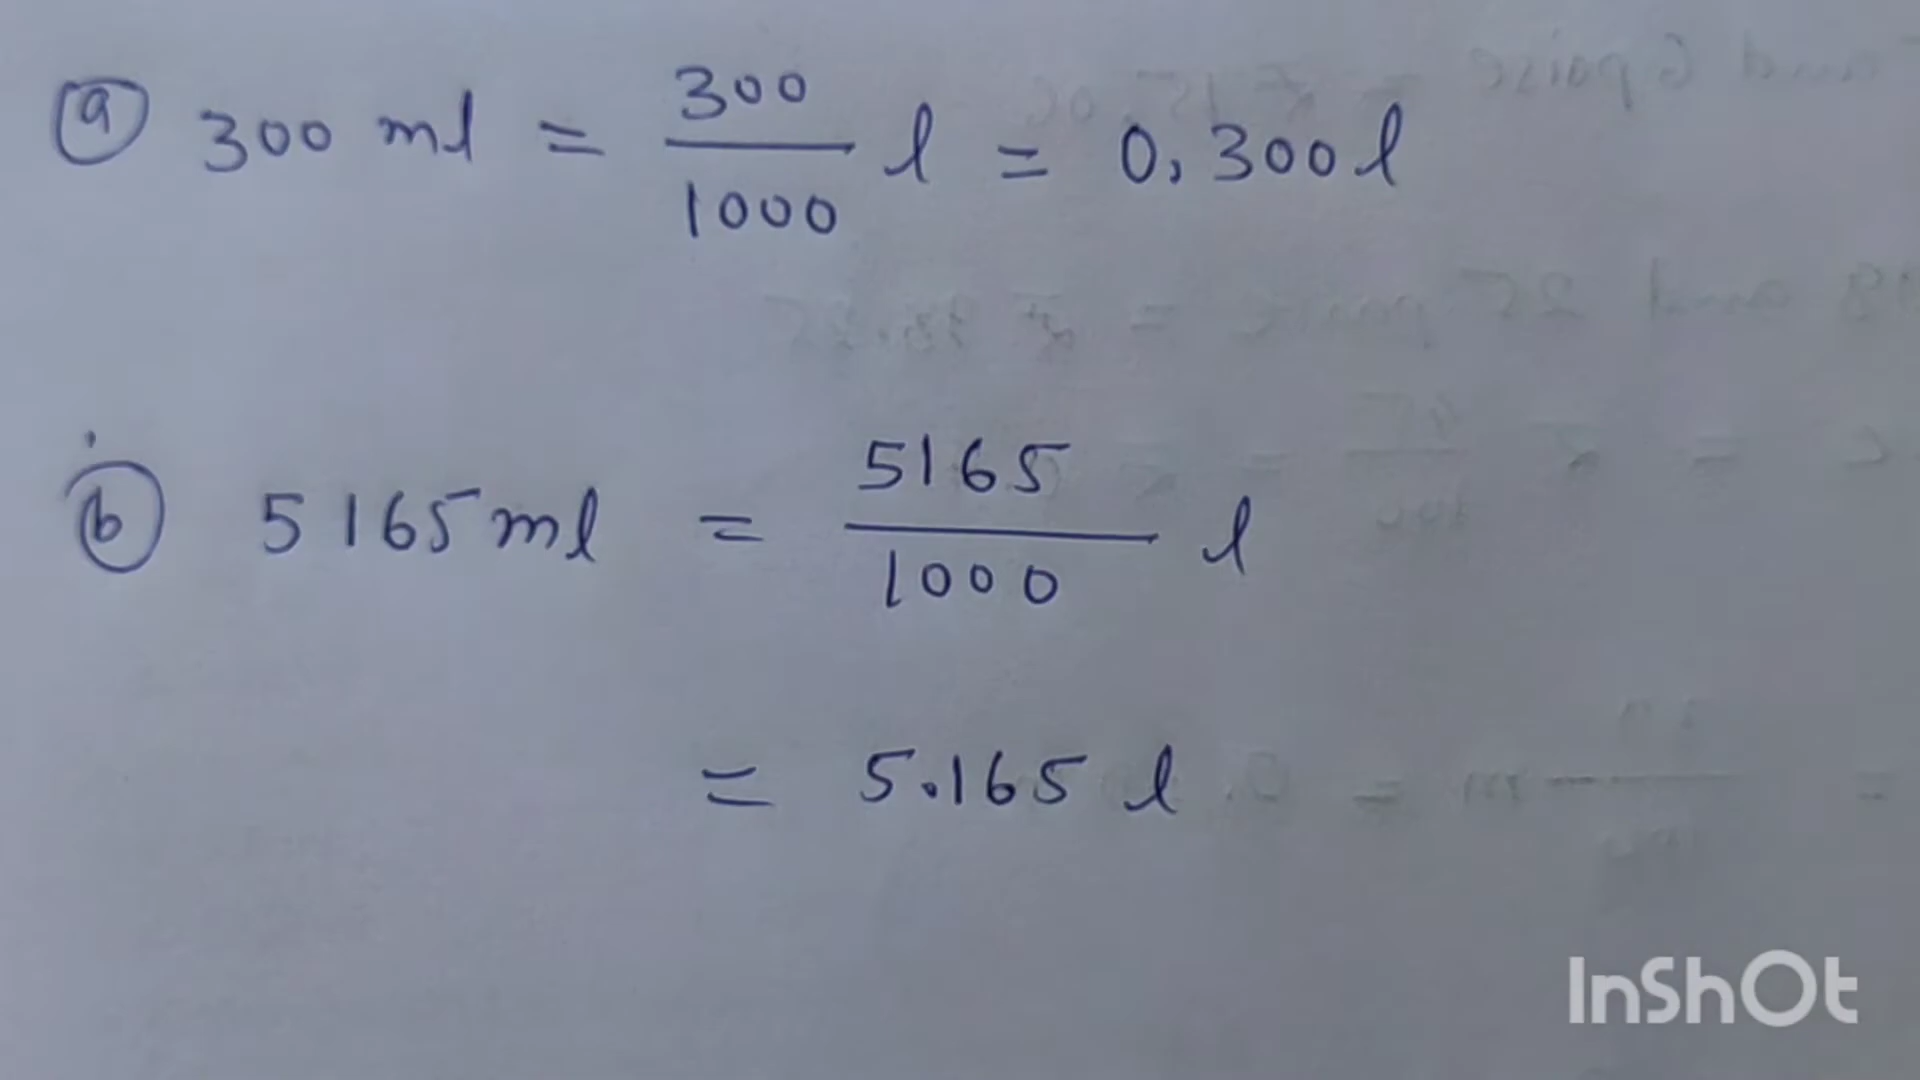 (a) 300 ml = 300/1000 l = 0.300 l
(b) 5165 ml = 5165/1000 l
= 5.165 l
InShOt